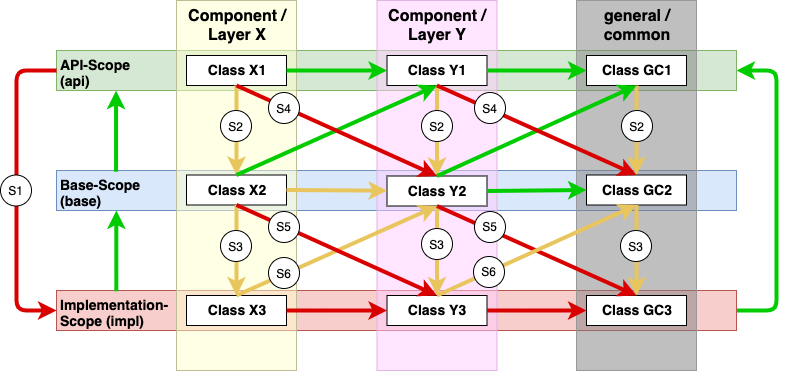 Component /
Layer X
Component /
Layer Y
general /
common
API-Scope
(api)
Class X1
Class Y1
Class GC1
S4
S4
S2
S2
S2
S1
Base-Scope
(base)
Class X2
Class Y2
Class GC2
S5
S5
S3
S3
S3
S6
S6
Implementation-
Scope (impl)
Class X3
Class Y3
Class GC3